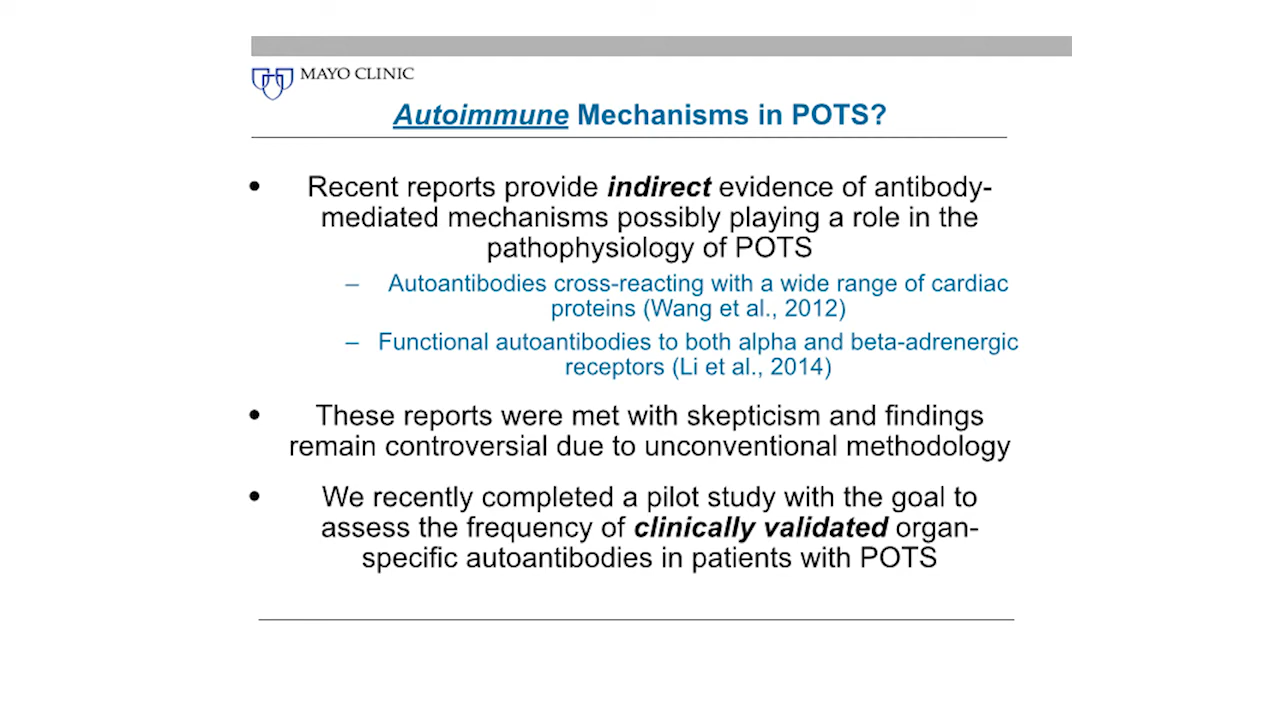 MAYO CLINIC
Autoimmune Mechanisms in POTS?
• Recent reports provide indirect evidence of antibody-
mediated mechanisms possibly playing a role in the
pathophysiology of POTS
– Autoantibodies cross-reacting with a wide range of cardiac
proteins (Wang et al., 2012)
– Functional autoantibodies to both alpha and beta-adrenergic
receptors (Li et al., 2014)
• These reports were met with skepticism and findings
remain controversial due to unconventional methodology
• We recently completed a pilot study with the goal to
assess the frequency of clinically validated organ-
specific autoantibodies in patients with POTS